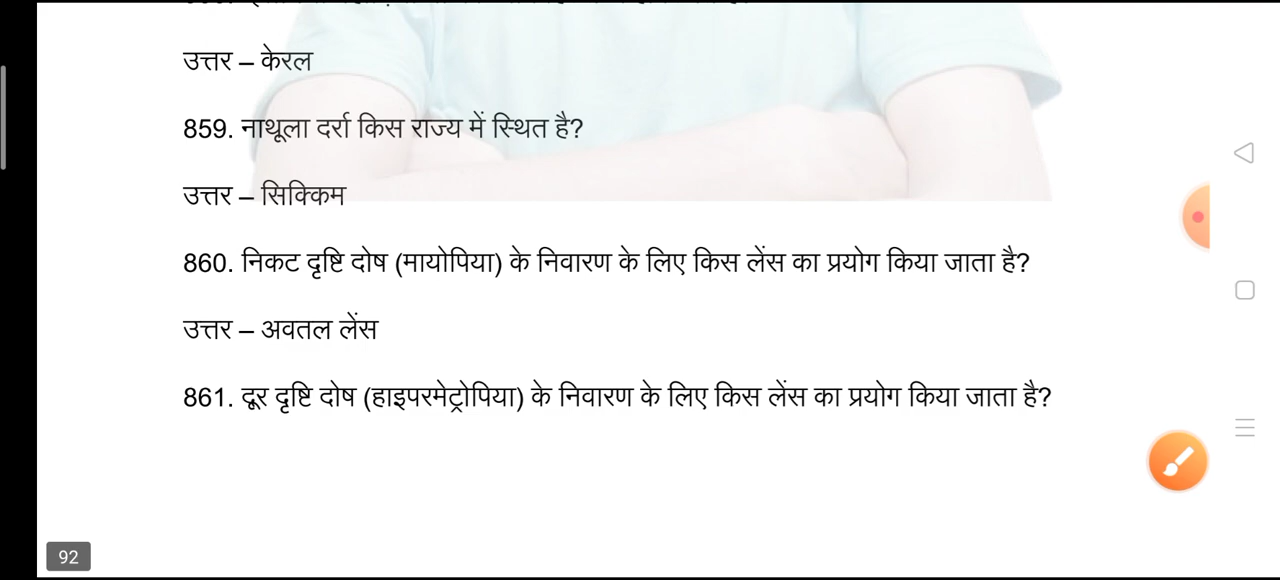 उत्तर – केरल
859. नाथूला दर्रा किस राज्य में स्थित है?
उत्तर – सिक्किम
860. निकट दृष्टि दोष (मायोपिया) के निवारण के लिए किस लेंस का प्रयोग किया जाता है?
उत्तर – अवतल लेंस
861. दूर दृष्टि दोष (हाइपरमेट्रोपिया) के निवारण के लिए किस लेंस का प्रयोग किया जाता है?
92